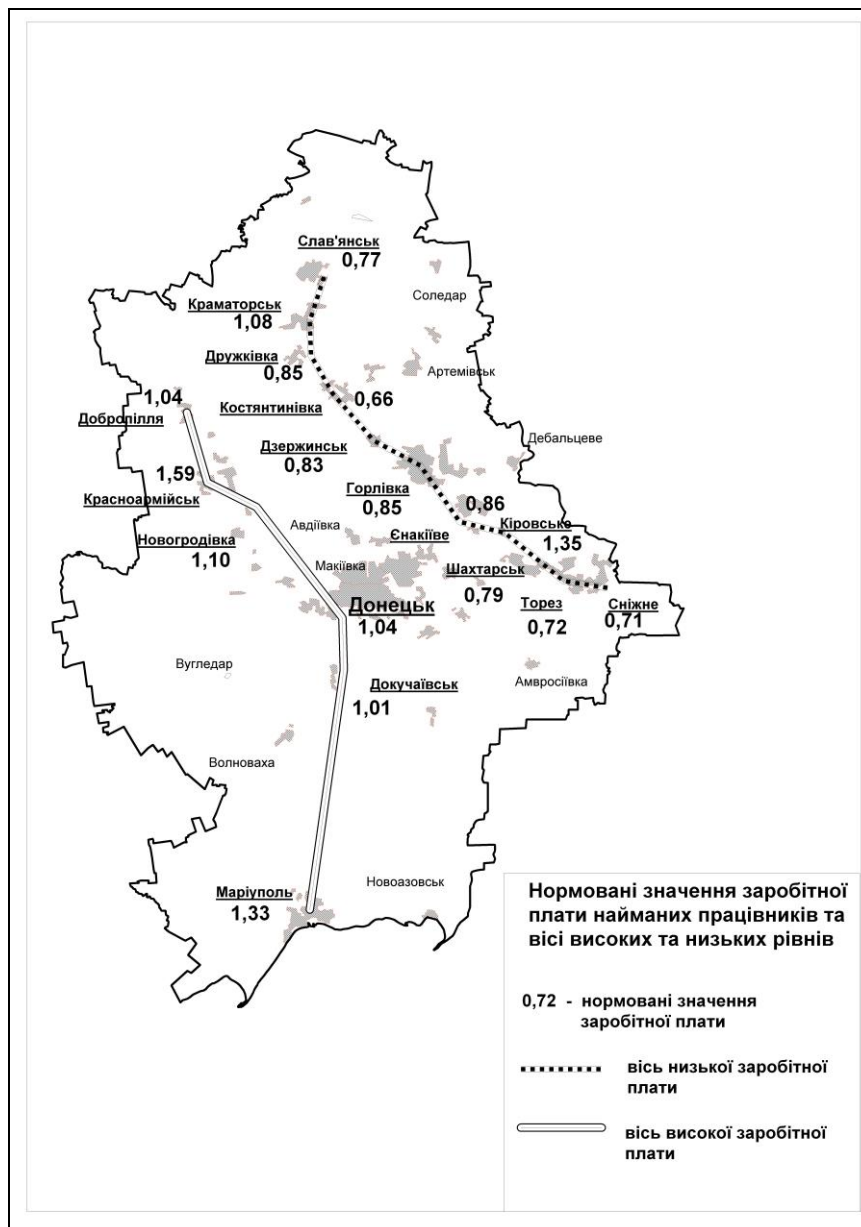 Слав'янськ
0,77
Соледар
Краматорськ
1,08
Дружківка
0,85
Артемівськ
1,04
Добропілля
0,66
Костянтинівка
Дзержинськ
0,83
Дебальцеве
1,59
Красноармійськ
Горлівка
0,85
0,86
Кіровське
1,35
Авдіївка
Єнакіїве
Новогродівка
1,10
Макіївка
Шахтарськ
0,79
Донецьк
1,04
Торез
0,72
Сніжне
0,71
Вугледар
Докучаївськ
1,01
Амвросіївка
Волноваха
Маріуполь
1,33
Новоазовськ
Нормовані значення заробітної
плати найманих працівників та
вісі високих та низьких рівнів
0,72 - нормовані значення
заробітної плати
вісь низької заробітної
плати
вісь високої заробітної
плати